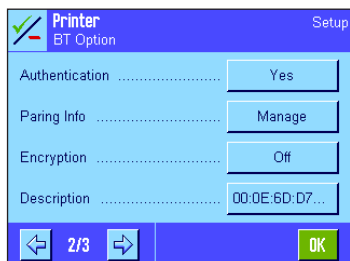 Printer
Setup
BT Option
Authentication ........................ Yes
Paring Info ............................... Manage
Encryption ............................... Off
Description .............................. 00:0E:6D:D7...
2/3
OK